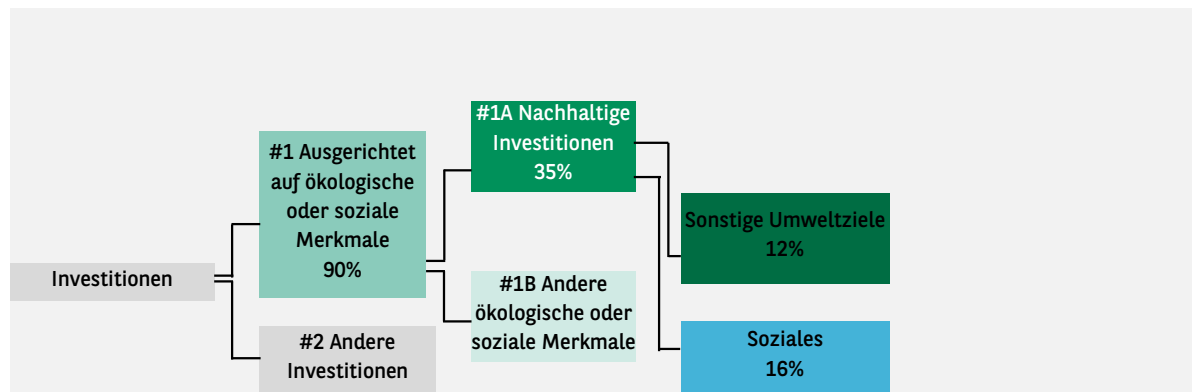 Investitionen
#1 Ausgerichtet
auf ökologische
oder soziale
Merkmale
90%
#2 Andere
Investitionen
#1A Nachhaltige
Investitionen
35%
#1B Andere
ökologische oder
soziale Merkmale
Sonstige Umweltziele
12%
Soziales
16%